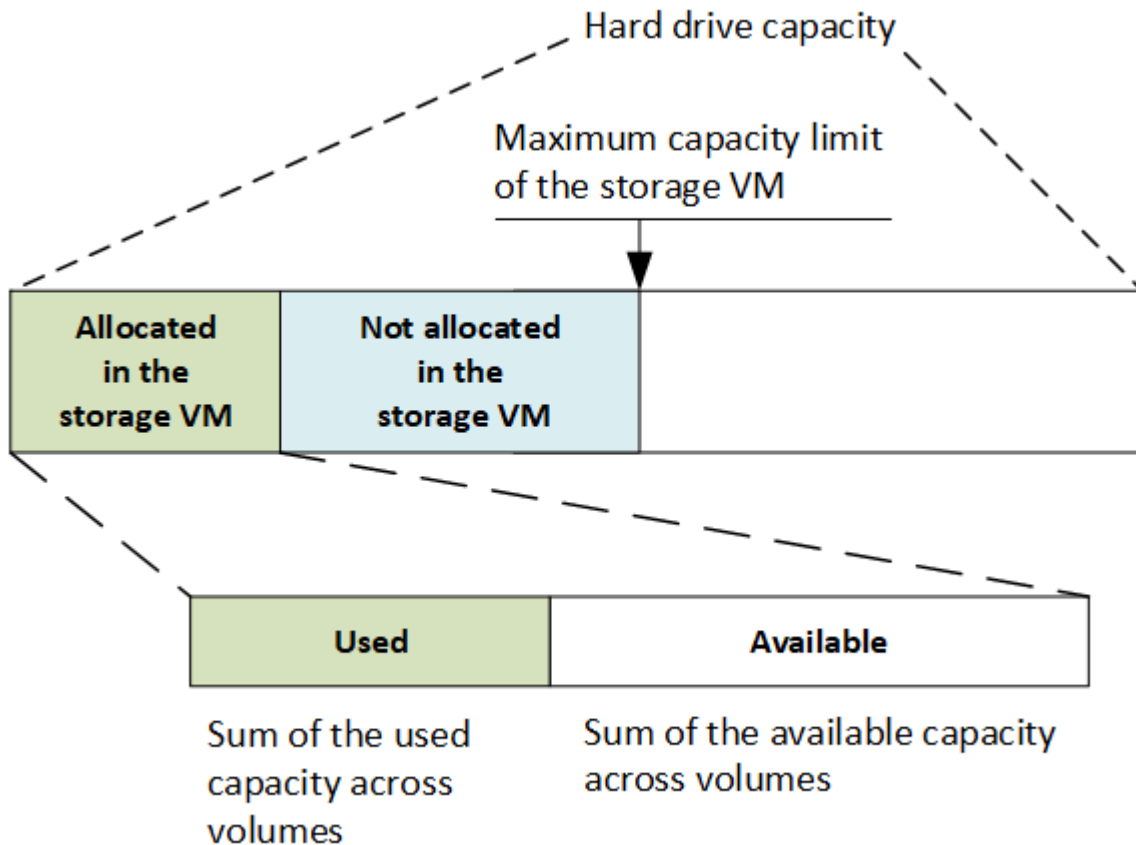 Hard drive capacity
Maximum capacity limit
of the storage VM
Allocated
in the
storage VM
Not allocated
in the
storage VM
Used
Available
Sum of the used
capacity across
volumes
Sum of the available capacity
across volumes